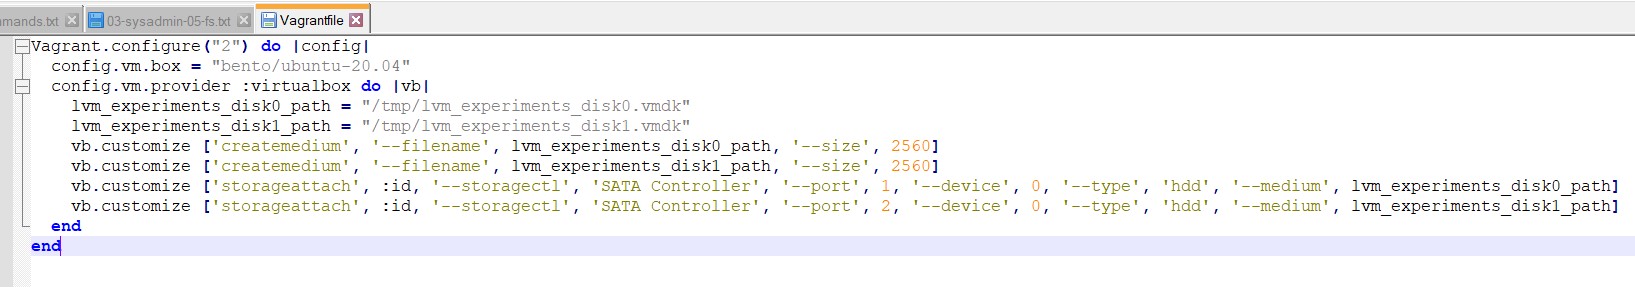 mands.txt 03-sysadmin-05-fs.txt Vagrantfile
Vagrant.configure("2") do |config|
  config.vm.box = "bento/ubuntu-20.04"
  config.vm.provider :virtualbox do |vb|
    lvm_experiments_disk0_path = "/tmp/lvm_experiments_disk0.vmdk"
    lvm_experiments_disk1_path = "/tmp/lvm_experiments_disk1.vmdk"
    vb.customize ['createmedium', '--filename', lvm_experiments_disk0_path, '--size', 2560]
    vb.customize ['createmedium', '--filename', lvm_experiments_disk1_path, '--size', 2560]
    vb.customize ['storageattach', :id, '--storagectl', 'SATA Controller', '--port', 1, '--device', 0, '--type', 'hdd', '--medium', lvm_experiments_disk0_path]
    vb.customize ['storageattach', :id, '--storagectl', 'SATA Controller', '--port', 2, '--device', 0, '--type', 'hdd', '--medium', lvm_experiments_disk1_path]
  end
end